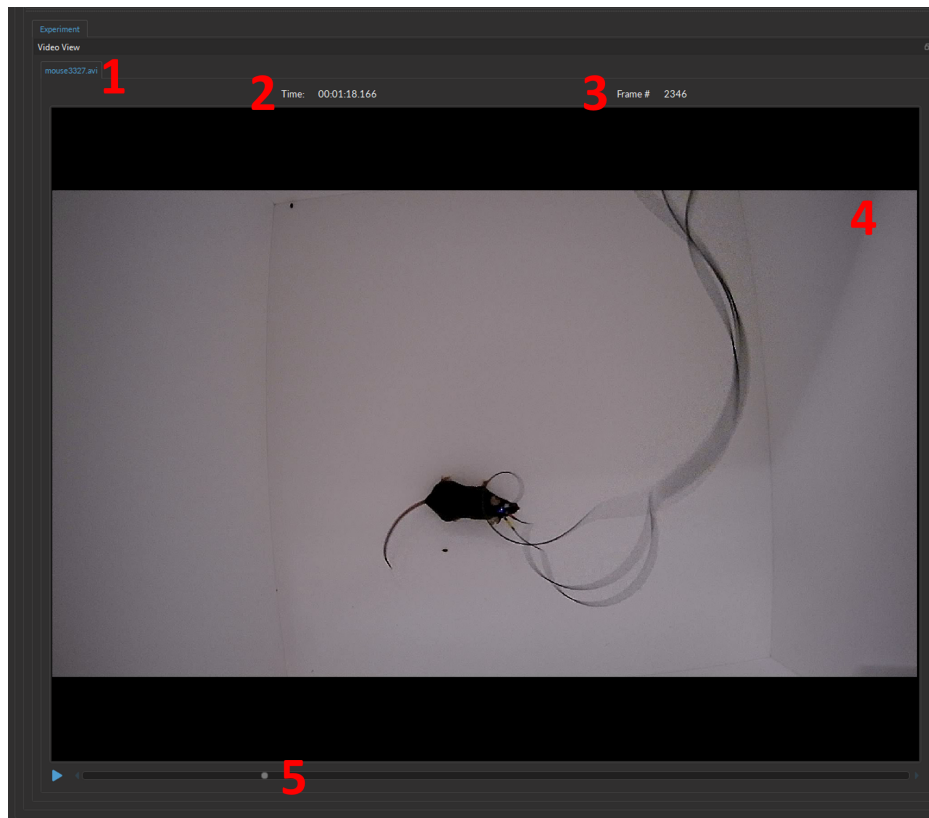 Experiment
Video View
mouse3327.avi
1
2
Time: 00:01:18.166
3
Frame # 2346
4
5